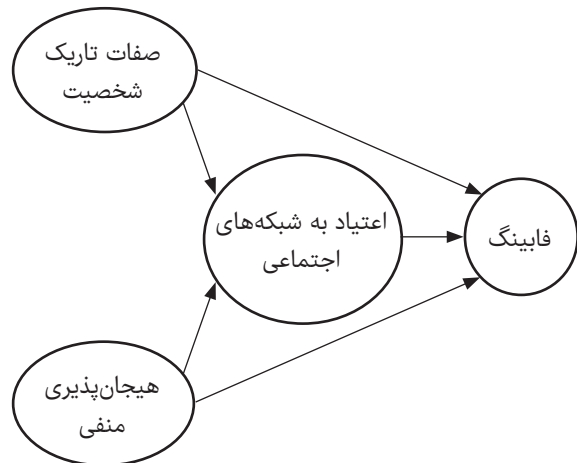 صفات تاریک
شخصیت
اعتیاد به شبکه‌های
اجتماعی
فابینگ
هیجان‌پذیری
منفی